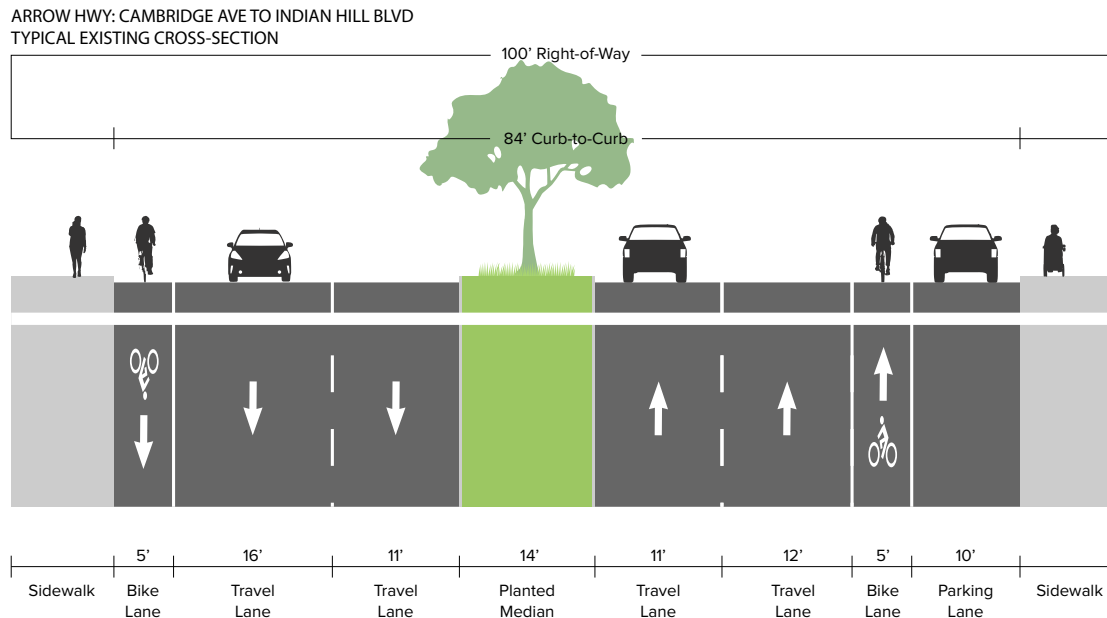 ARROW HWY: CAMBRIDGE AVE TO INDIAN HILL BLVD
TYPICAL EXISTING CROSS-SECTION
100’ Right-of-Way
84’ Curb-to-Curb
5’ 16’ 11’ 14’ 11’ 12’ 5’ 10’
Sidewalk Bike Travel Travel Planted Travel Travel Bike Parking Sidewalk
Lane Lane Lane Median Lane Lane Lane Lane